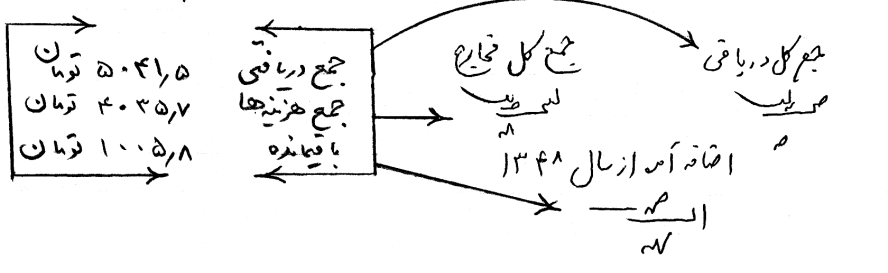 جمع دریافتی ۵۰۴۱٫۵ تومان
جمع هزینه‌ها ۴۰۳۵٫۷ تومان
باقیمانده ۱۰۰۵٫۸ تومان
جمع کل دریافتی
جمع کل مخارج
اضافه آمد از سال ۱۳۴۸